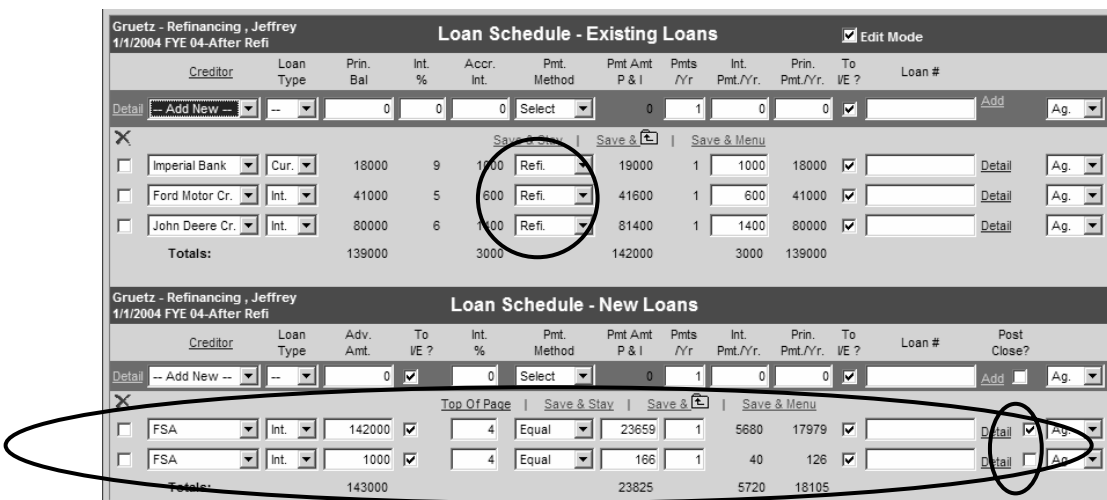 Gruetz - Refinancing , Jeffrey
1/1/2004 FYE 04-After Refi
Loan Schedule - Existing Loans
Edit Mode
Creditor Loan Type Prin. Bal Int. % Accr. Int. Pmt. Method Pmt Amt P & I Pmts /Yr Int. Pmt./Yr. Prin. Pmt./Yr. To I/E ? Loan #
Detail -- Add New -- -- 0 0 0 Select 0 1 0 0 Add Ag.
Save & Stay | Save & | Save & Menu
Imperial Bank Cur. 18000 9 1000 Refi. 19000 1 1000 18000 Detail Ag.
Ford Motor Cr. Int. 41000 5 600 Refi. 41600 1 600 41000 Detail Ag.
John Deere Cr. Int. 80000 6 1400 Refi. 81400 1 1400 80000 Detail Ag.
Totals: 139000 3000 142000 3000 139000
Gruetz - Refinancing , Jeffrey
1/1/2004 FYE 04-After Refi
Loan Schedule - New Loans
Creditor Loan Type Adv. Amt. To I/E ? Int. % Pmt. Method Pmt Amt P & I Pmts /Yr Int. Pmt./Yr. Prin. Pmt./Yr. To I/E ? Loan # Post Close?
Detail -- Add New -- -- 0 0 Select 0 1 0 0 Add Ag.
Top Of Page | Save & Stay | Save & | Save & Menu
FSA Int. 142000 4 Equal 23659 1 5680 17979 Detail Ag.
FSA Int. 1000 4 Equal 166 1 40 126 Detail Ag.
Totals: 143000 23825 5720 18105